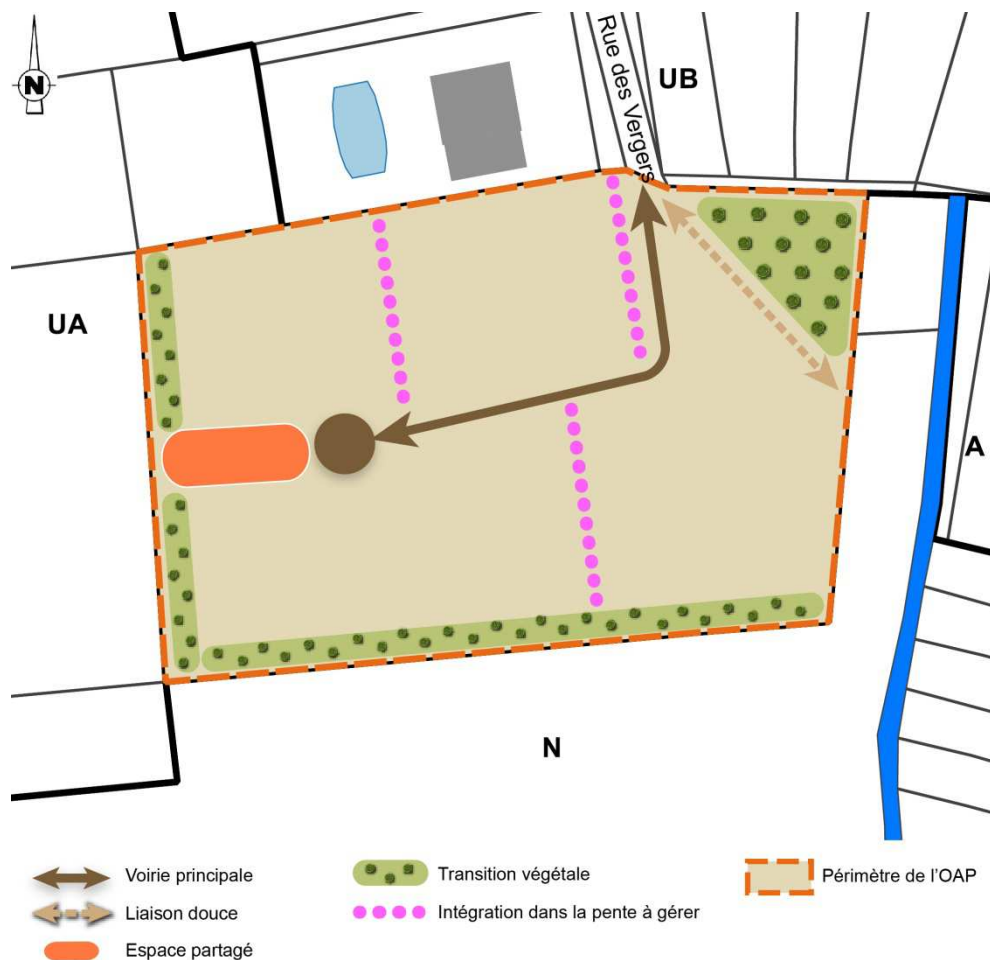 N
Rue des Vergers
UB
UA
A
N
Voirie principale
Transition végétale
Périmètre de l'OAP
Liaison douce
Intégration dans la pente à gérer
Espace partagé